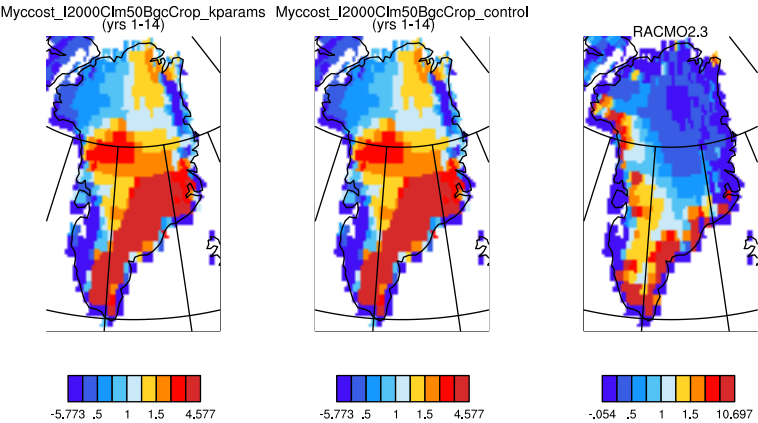 Myccost_I2000Clm50BgcCrop_kparams
(yrs 1-14)
Myccost_I2000Clm50BgcCrop_control
(yrs 1-14)
RACMO2.3
-5.773 .5 1 1.5 4.577
-5.773 .5 1 1.5 4.577
-.054 .5 1 1.5 10.697